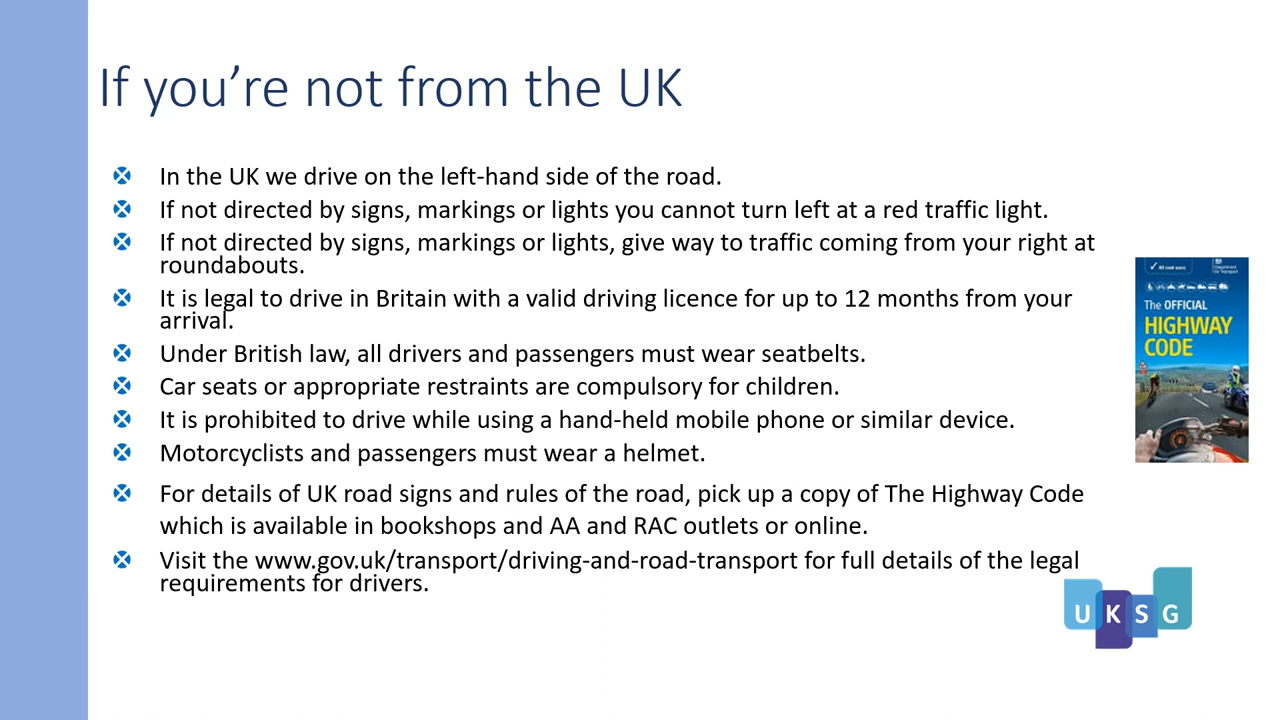 If you’re not from the UK
In the UK we drive on the left-hand side of the road.
If not directed by signs, markings or lights you cannot turn left at a red traffic light.
If not directed by signs, markings or lights, give way to traffic coming from your right at
roundabouts.
It is legal to drive in Britain with a valid driving licence for up to 12 months from your
arrival.
Under British law, all drivers and passengers must wear seatbelts.
Car seats or appropriate restraints are compulsory for children.
It is prohibited to drive while using a hand-held mobile phone or similar device.
Motorcyclists and passengers must wear a helmet.
For details of UK road signs and rules of the road, pick up a copy of The Highway Code
which is available in bookshops and AA and RAC outlets or online.
Visit the www.gov.uk/transport/driving-and-road-transport for full details of the legal
requirements for drivers.
Department
for Transport
The OFFICIAL
HIGHWAY
CODE
UKSG